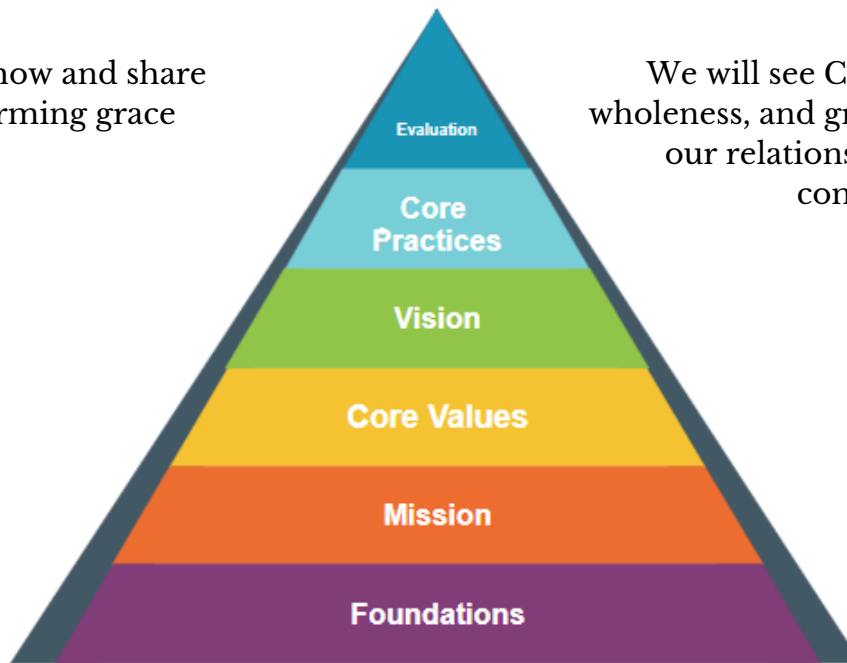 now and share
rming grace
We will see C
wholeness, and gr
our relations
con
Evaluation
Core
Practices
Vision
Core Values
Mission
Foundations